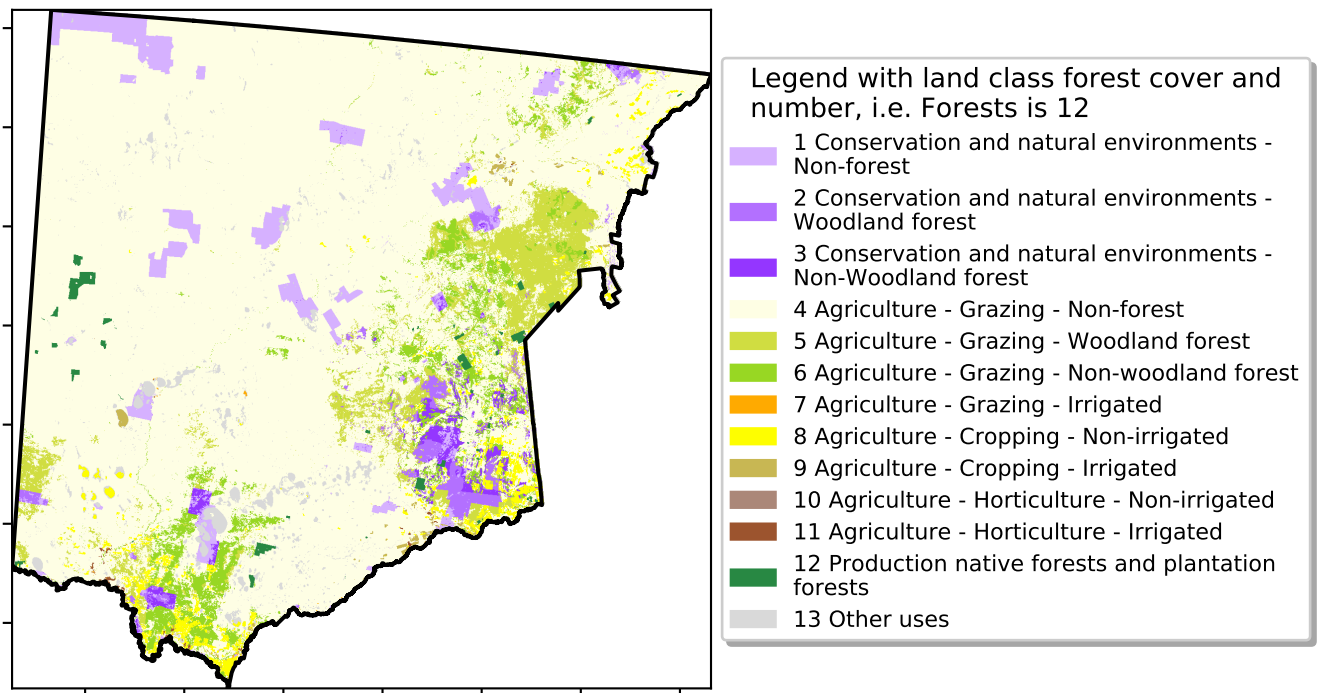 Legend with land class forest cover and
number, i.e. Forests is 12
1 Conservation and natural environments -
Non-forest
2 Conservation and natural environments -
Woodland forest
3 Conservation and natural environments -
Non-Woodland forest
4 Agriculture - Grazing - Non-forest
5 Agriculture - Grazing - Woodland forest
6 Agriculture - Grazing - Non-woodland forest
7 Agriculture - Grazing - Irrigated
8 Agriculture - Cropping - Non-irrigated
9 Agriculture - Cropping - Irrigated
10 Agriculture - Horticulture - Non-irrigated
11 Agriculture - Horticulture - Irrigated
12 Production native forests and plantation
forests
13 Other uses